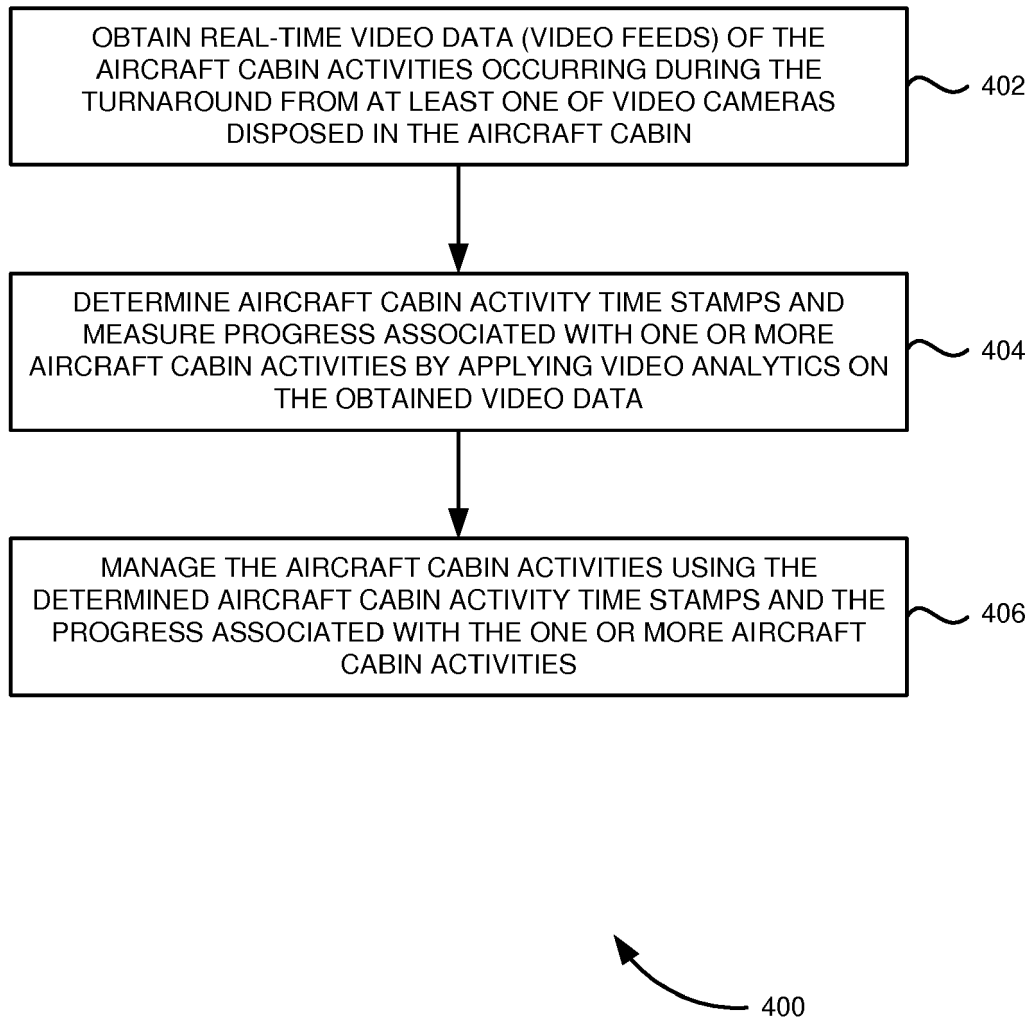 OBTAIN REAL-TIME VIDEO DATA (VIDEO FEEDS) OF THE
AIRCRAFT CABIN ACTIVITIES OCCURRING DURING THE
TURNAROUND FROM AT LEAST ONE OF VIDEO CAMERAS
DISPOSED IN THE AIRCRAFT CABIN
402
DETERMINE AIRCRAFT CABIN ACTIVITY TIME STAMPS AND
MEASURE PROGRESS ASSOCIATED WITH ONE OR MORE
AIRCRAFT CABIN ACTIVITIES BY APPLYING VIDEO ANALYTICS ON
THE OBTAINED VIDEO DATA
404
MANAGE THE AIRCRAFT CABIN ACTIVITIES USING THE
DETERMINED AIRCRAFT CABIN ACTIVITY TIME STAMPS AND THE
PROGRESS ASSOCIATED WITH THE ONE OR MORE AIRCRAFT
CABIN ACTIVITIES
406
400